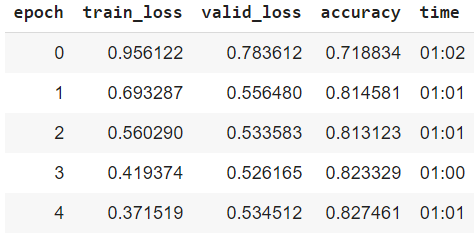 epoch train_loss valid_loss accuracy time
0 0.956122 0.783612 0.718834 01:02
1 0.693287 0.556480 0.814581 01:01
2 0.560290 0.533583 0.813123 01:01
3 0.419374 0.526165 0.823329 01:00
4 0.371519 0.534512 0.827461 01:01